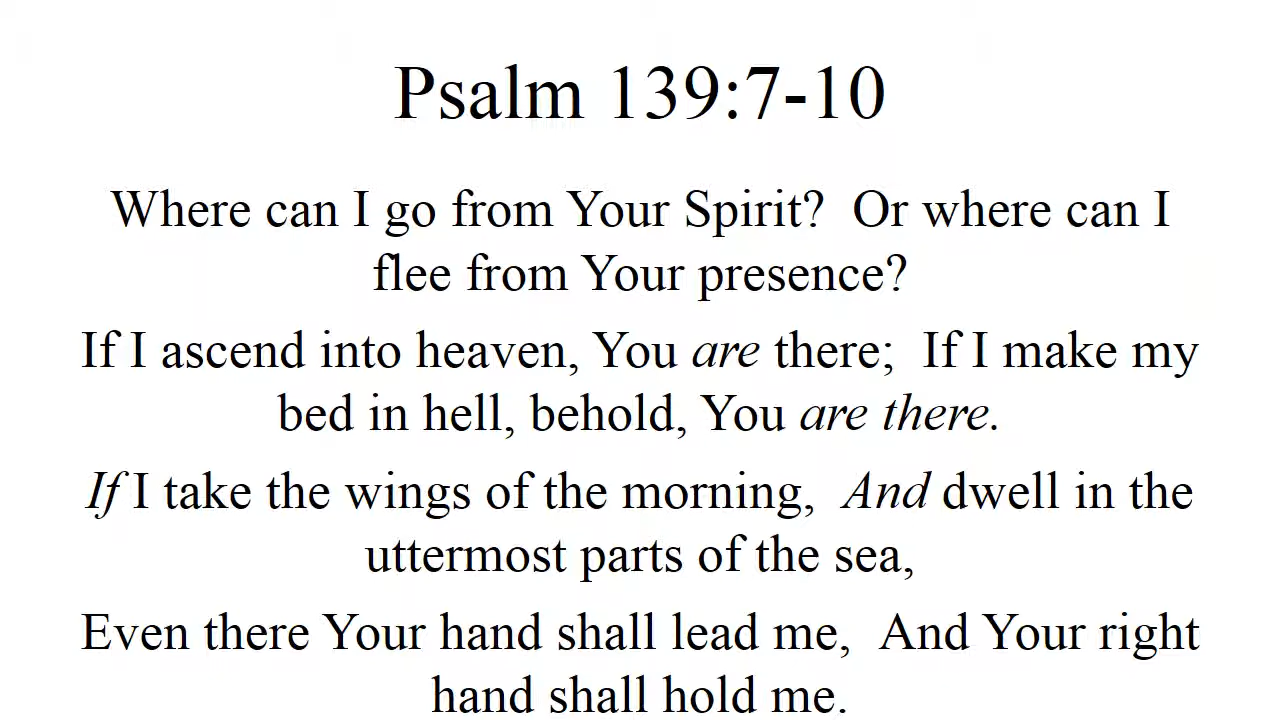 Psalm 139:7-10
Where can I go from Your Spirit?  Or where can I
flee from Your presence?
If I ascend into heaven, You are there;  If I make my
bed in hell, behold, You are there.
If I take the wings of the morning,  And dwell in the
uttermost parts of the sea,
Even there Your hand shall lead me,  And Your right
hand shall hold me.